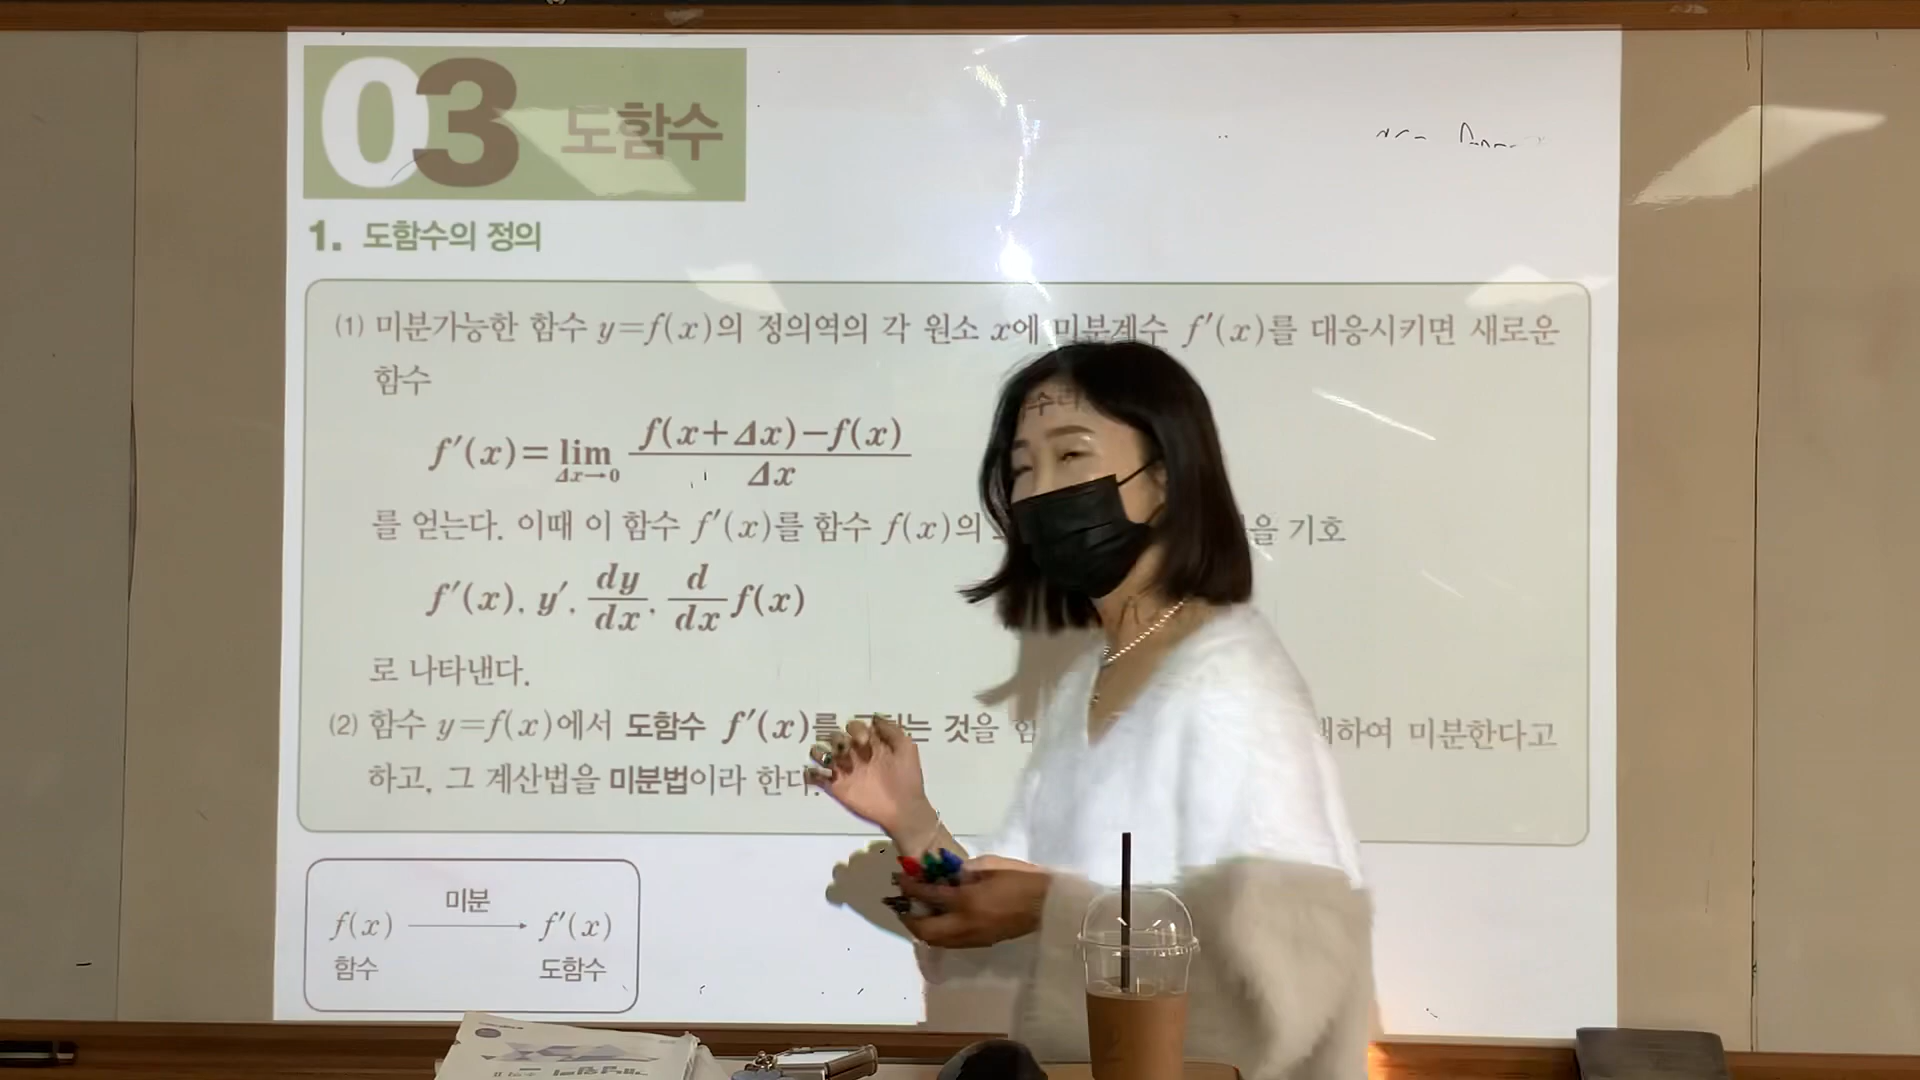 03 도함수
1. 도함수의 정의
(1) 미분가능한 함수 y=f(x)의 정의역의 각 원소 x에 미분계수 f′(x)를 대응시키면 새로운
함수
f′(x)=lim Δx→0 f(x+Δx)−f(x) / Δx
를 얻는다. 이때 이 함수 f′(x)를 함수 f(x)의 을 기호
f′(x), y′, dy/dx, d/dx f(x)
로 나타낸다.
(2) 함수 y=f(x)에서 도함수 f′(x)를 것을 미분한다고
하고, 그 계산법을 미분법이라 한다.
미분
f(x) → f′(x)
함수 도함수